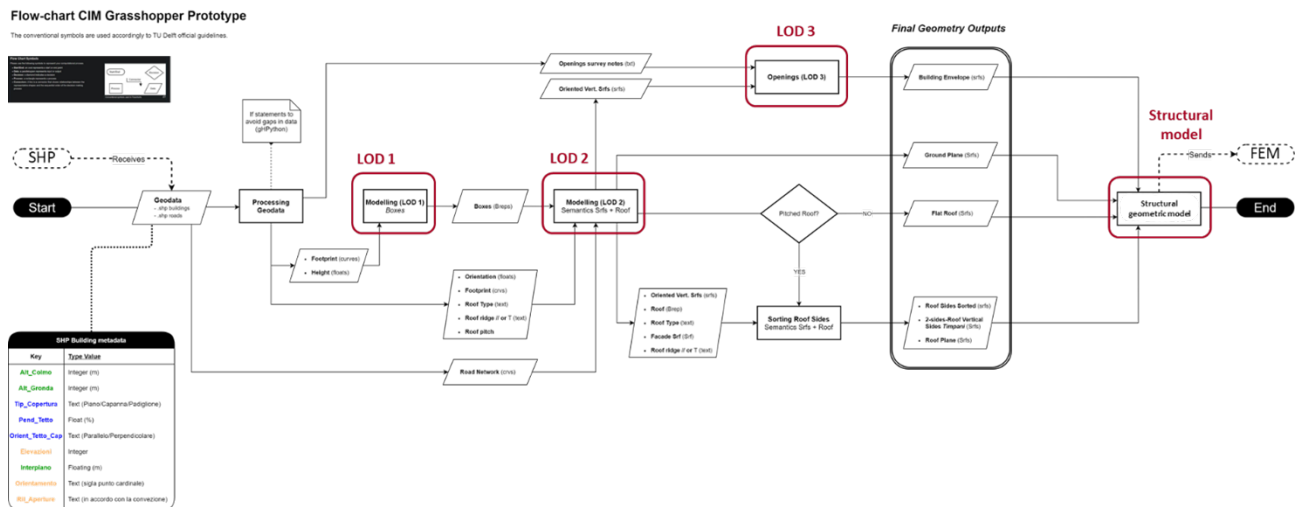 Flow-chart CIM Grasshopper Prototype
The conventional symbols are used accordingly to TU Delft official guidelines.
SHP
Receives
Start
Geodata
- .shp buildings
- .shp roads
If statements to
avoid gaps in data
(gHPython)
Processing
Geodata
LOD 1
Modelling (LOD 1)
Boxes
Footprint (curves)
Height (floats)
Boxes (Breps)
LOD 2
Modelling (LOD 2)
Semantics Srfs + Roof
Orientation (floats)
Footprint (crvs)
Roof Type (text)
Roof ridge // or T (text)
Roof pitch
Road Network (crvs)
Openings survey notes (txt)
Oriented Vert. Srfs (srfs)
LOD 3
Openings (LOD 3)
Pitched Roof?
NO
YES
Oriented Vert. Srfs (srfs)
Roof (Brep)
Roof Type (text)
Facade Srf (Srf)
Roof ridge // or T (text)
Sorting Roof Sides
Semantics Srfs + Roof
Final Geometry Outputs
Building Envelope (srfs)
Ground Plane (Srfs)
Flat Roof (Srfs)
Roof Sides Sorted (srfs)
2-sides-Roof Vertical
Sides Timpani (Srfs)
Roof Plane (Srfs)
Structural
model
Sends
FEM
Structural
geometric model
End
SHP Building metadata
Key Type Value
Alt_Colmo Integer (m)
Alt_Gronda Integer (m)
Tip_Copertura Text (Piano/Capanna/Padiglione)
Pend_Tetto Float (%)
Orient_Tetto_Cap Text (Parallelo/Perpendicolare)
Elevazioni Integer
Interpiano Floating (m)
Orientamento Text (sigla punto cardinale)
Ril_Aperture Text (in accordo con la convezione)